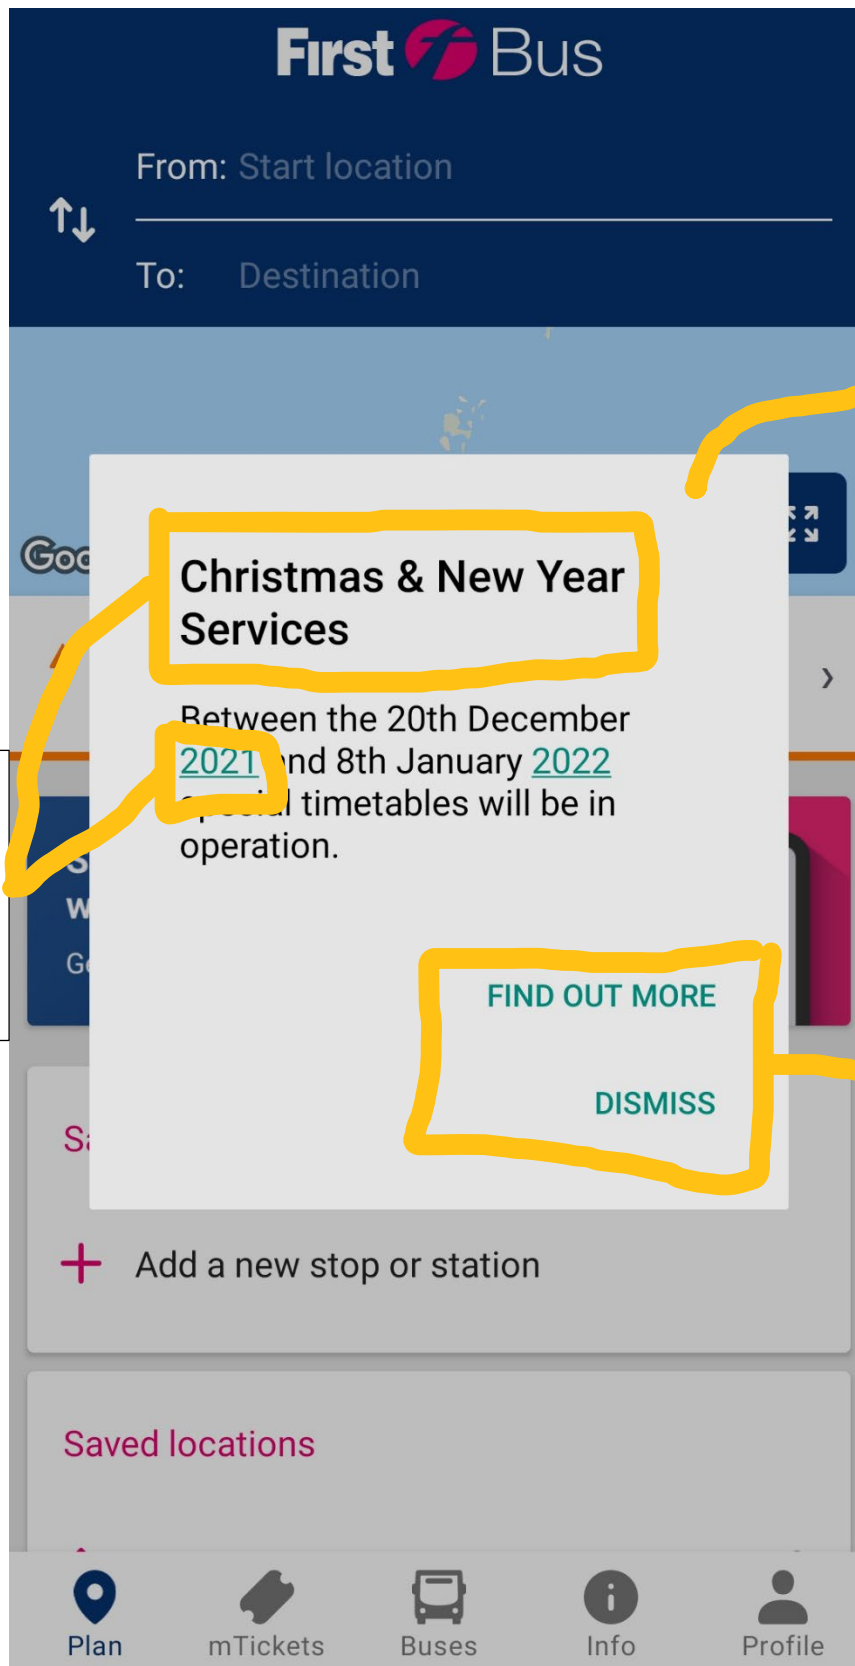 First Bus
From: Start location
To: Destination
Christmas & New Year
Services
Between the 20th December
2021 and 8th January 2022
special timetables will be in
operation.
FIND OUT MORE
DISMISS
Add a new stop or station
Saved locations
Plan
mTickets
Buses
Info
Profile